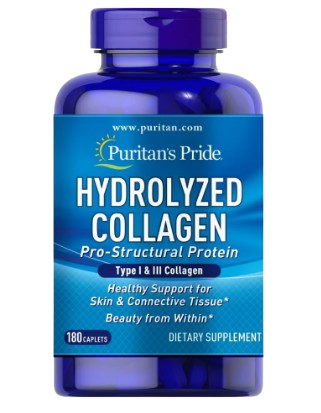 www.puritan.com
Puritan's Pride
HYDROLYZED
COLLAGEN
Pro-Structural Protein
Type I & III Collagen
Healthy Support for
Skin & Connective Tissue*
Beauty from Within*
180 CAPLETS
DIETARY SUPPLEMENT